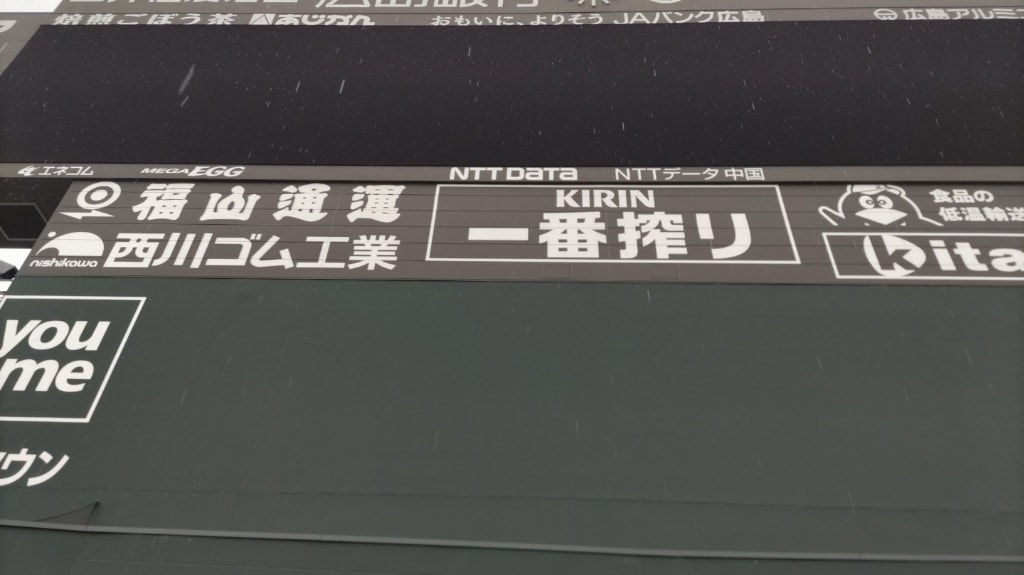 焙煎ごぼう茶 あじかん おもいに、よりそう JAバンク広島 広島アルミ
エネコム MEGA EGG NTT DATA NTTデータ 中国
福山通運
KIRIN
一番搾り
食品の
低温輸送
nishikawa 西川ゴム工業
Kita
you
me
ウン